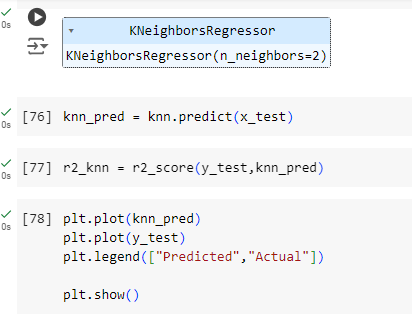 0s
KNeighborsRegressor
KNeighborsRegressor(n_neighbors=2)
0s
[76] knn_pred = knn.predict(x_test)
0s
[77] r2_knn = r2_score(y_test,knn_pred)
0s
[78] plt.plot(knn_pred)
plt.plot(y_test)
plt.legend(["Predicted","Actual"])
plt.show()